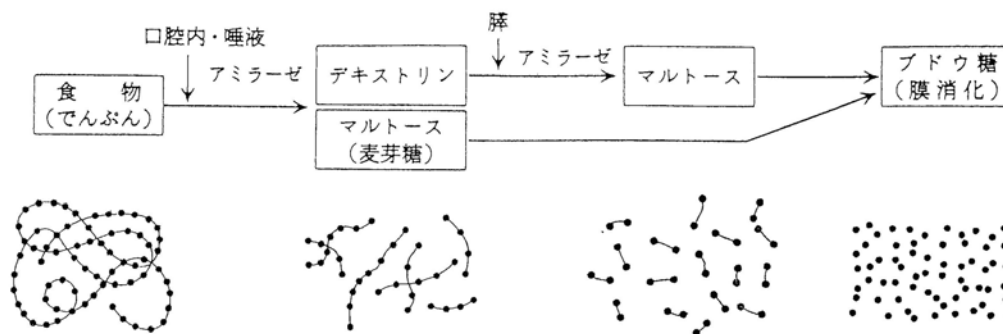 口腔内・唾液
アミラーゼ
食物
(でんぷん)
デキストリン
マルトース
(麦芽糖)
膵
アミラーゼ
マルトース
ブドウ糖
(膜消化)